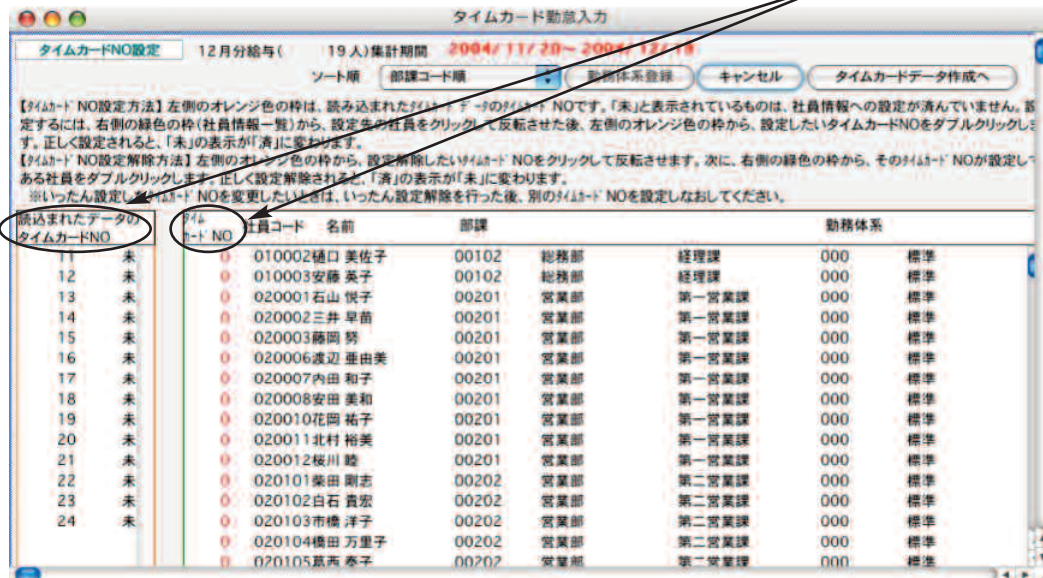 タイムカード勤怠入力
タイムカードNO設定 12月分給与( 19人)集計期間 2004/11/20~2004/12/19
ソート順 部課コード順 勤務体系登録 キャンセル タイムカードデータ作成へ
【タイムカードNO設定方法】左側のオレンジ色の枠は、読み込まれたタイムカードデータのタイムカードNOです。「未」と表示されているものは、社員情報への設定が済んでいません。設
定するには、右側の緑色の枠(社員情報一覧)から、設定先の社員をクリックして反転させた後、左側のオレンジ色の枠から、設定したいタイムカードNOをダブルクリックしま
す。正しく設定されると、「未」の表示が「済」に変わります。
【タイムカードNO設定解除方法】左側のオレンジ色の枠から、設定解除したいタイムカードNOをクリックして反転させます。次に、右側の緑色の枠から、そのタイムカードNOが設定して
ある社員をダブルクリックします。正しく設定解除されると、「済」の表示が「未」に変わります。
※いったん設定したタイムカードNOを変更したいときは、いったん設定解除を行った後、別のタイムカードNOを設定しなおしてください。
読込まれたデータの
タイムカードNO
タイム
カードNO 社員コード 名前 部課 勤務体系
11 未 0 010002樋口 美佐子 00102 総務部 経理課 000 標準
12 未 0 010003安藤 英子 00102 総務部 経理課 000 標準
13 未 0 020001石山 悦子 00201 営業部 第一営業課 000 標準
14 未 0 020002三井 早苗 00201 営業部 第一営業課 000 標準
15 未 0 020003藤岡 努 00201 営業部 第一営業課 000 標準
16 未 0 020006渡辺 亜由美 00201 営業部 第一営業課 000 標準
17 未 0 020007内田 和子 00201 営業部 第一営業課 000 標準
18 未 0 020008安田 美和 00201 営業部 第一営業課 000 標準
19 未 0 020010花岡 祐子 00201 営業部 第一営業課 000 標準
20 未 0 020011北村 裕美 00201 営業部 第一営業課 000 標準
21 未 0 020012桜川 睦 00201 営業部 第一営業課 000 標準
22 未 0 020101柴田 剛志 00202 営業部 第二営業課 000 標準
23 未 0 020102白石 貴宏 00202 営業部 第二営業課 000 標準
24 未 0 020103市橋 洋子 00202 営業部 第二営業課 000 標準
0 020104橋田 万里子 00202 営業部 第二営業課 000 標準
0 020105葛西 泰子 00202 営業部 第二営業課 000 標準